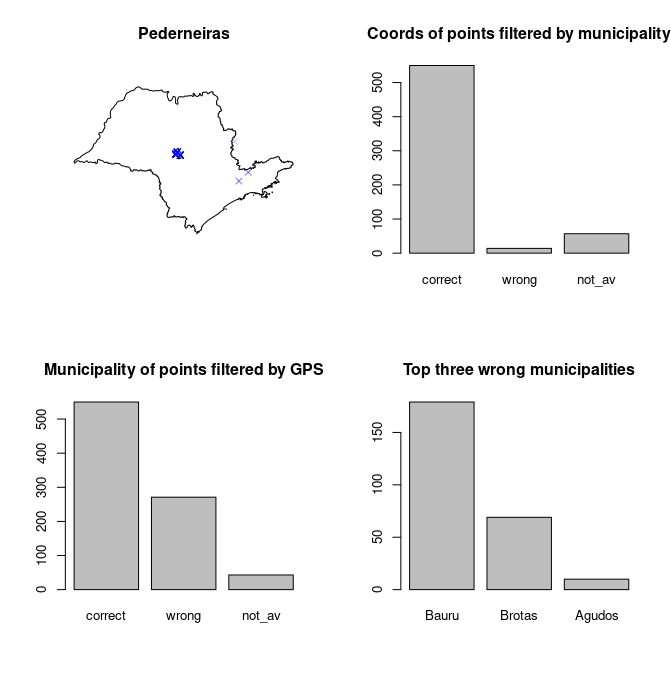 Pederneiras
Coords of points filtered by municipality
500
400
300
200
100
0
correct wrong not_av
Municipality of points filtered by GPS
500
400
300
200
100
0
correct wrong not_av
Top three wrong municipalities
150
100
50
0
Bauru Brotas Agudos